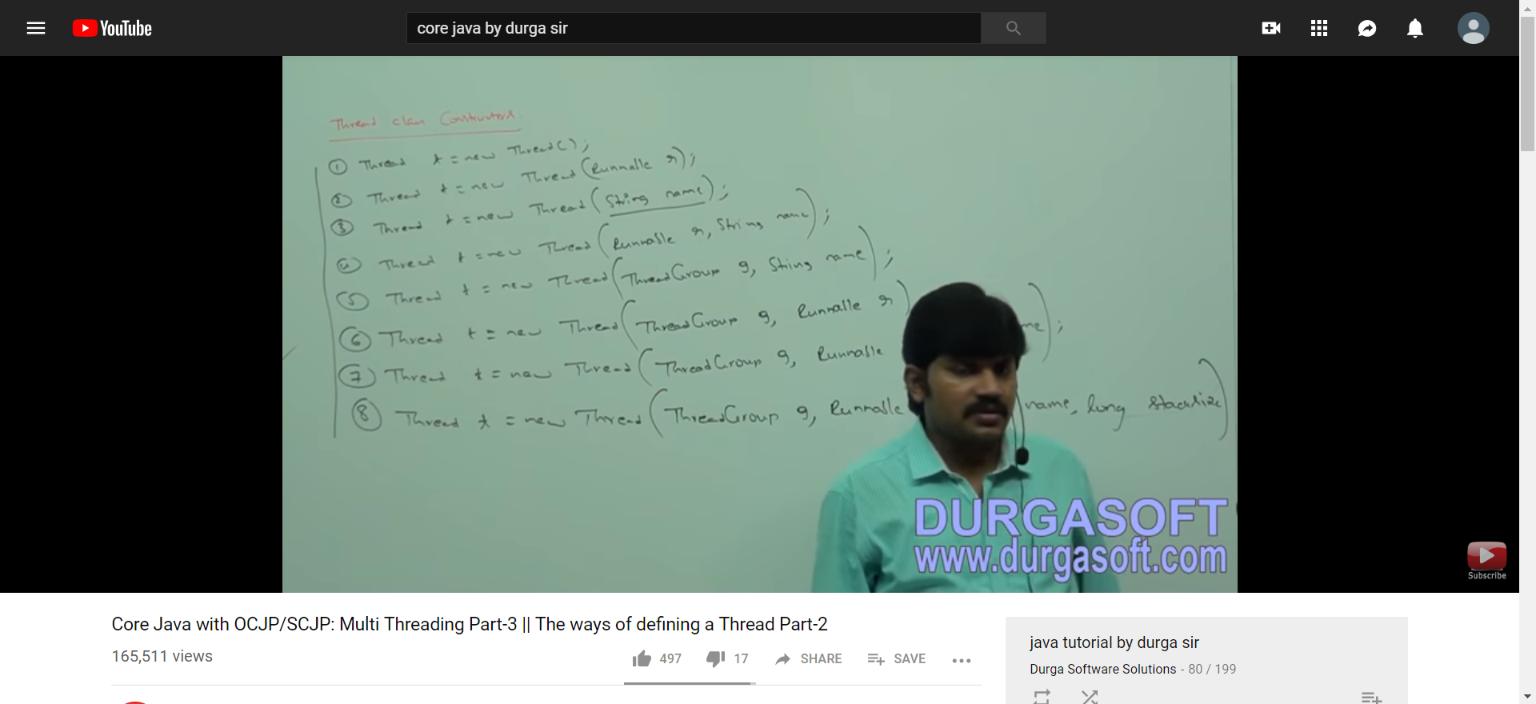 YouTube
core java by durga sir
Thread class Constructors
① Thread t = new Thread();
② Thread t = new Thread(Runnable r);
③ Thread t = new Thread(String name);
④ Thread t = new Thread(Runnable r, String name);
⑤ Thread t = new Thread(ThreadGroup g, String name);
⑥ Thread t = new Thread(ThreadGroup g, Runnable r)
⑦ Thread t = new Thread(ThreadGroup g, Runnable me);
⑧ Thread t = new Thread(ThreadGroup g, Runnable name, long stacksize)
DURGASOFT
www.durgasoft.com
Subscribe
Core Java with OCJP/SCJP: Multi Threading Part-3 || The ways of defining a Thread Part-2
165,511 views
497 17 SHARE SAVE
java tutorial by durga sir
Durga Software Solutions - 80 / 199